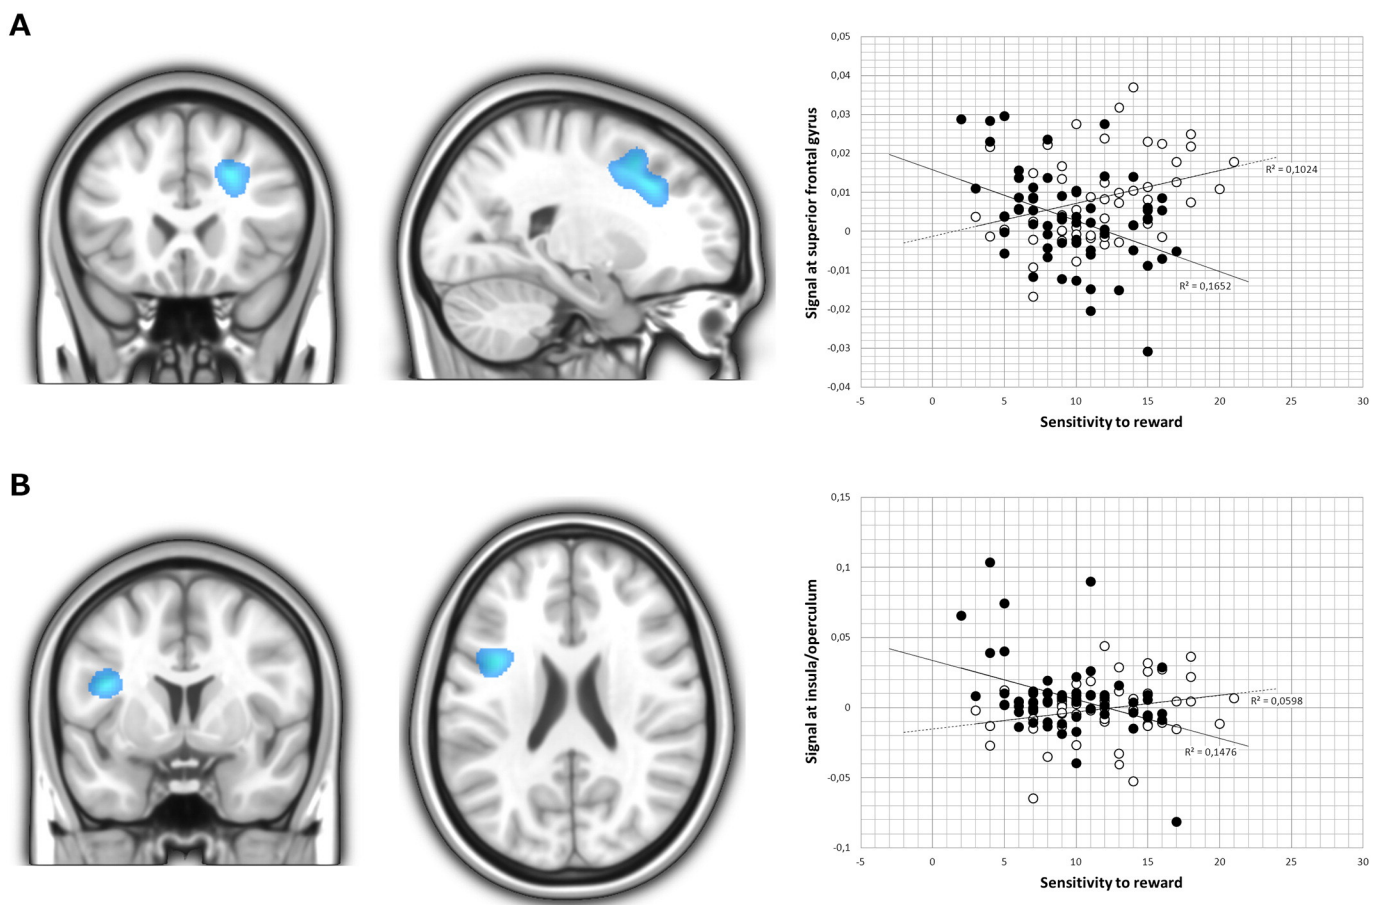 A
Signal at superior frontal gyrus
0,05
0,04
0,03
0,02
0,01
0
-0,01
-0,02
-0,03
-0,04
R² = 0,1024
R² = 0,1652
-5 0 5 10 15 20 25 30
Sensitivity to reward
B
Signal at insula/operculum
0,15
0,1
0,05
0
-0,05
-0,1
R² = 0,0598
R² = 0,1476
-5 0 5 10 15 20 25 30
Sensitivity to reward